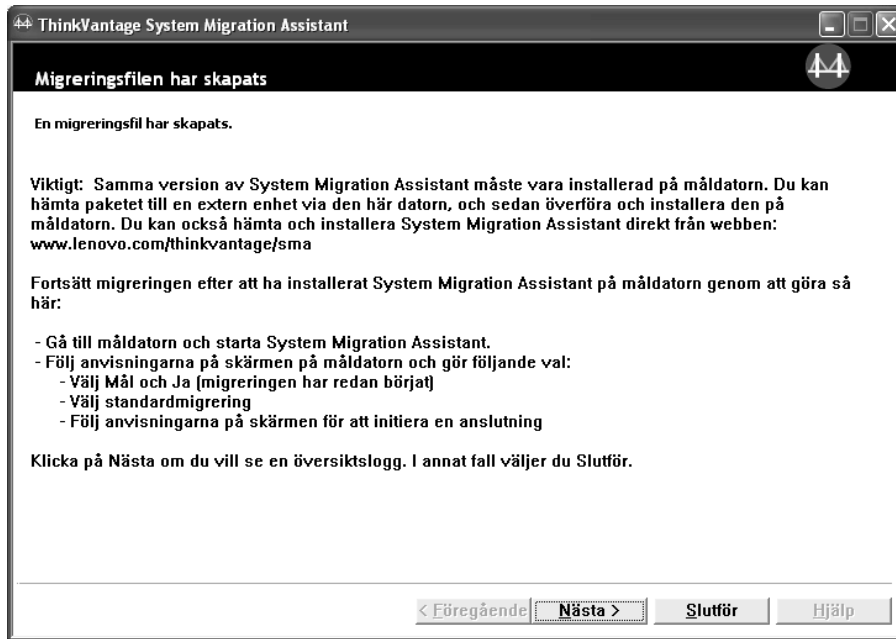 ThinkVantage System Migration Assistant
Migreringsfilen har skapats
En migreringsfil har skapats.
Viktigt: Samma version av System Migration Assistant måste vara installerad på måldatorn. Du kan
hämta paketet till en extern enhet via den här datorn, och sedan överföra och installera den på
måldatorn. Du kan också hämta och installera System Migration Assistant direkt från webben:
www.lenovo.com/thinkvantage/sma
Fortsätt migreringen efter att ha installerat System Migration Assistant på måldatorn genom att göra så
här:
- Gå till måldatorn och starta System Migration Assistant.
- Följ anvisningarna på skärmen på måldatorn och gör följande val:
- Välj Mål och Ja (migreringen har redan börjat)
- Välj standardmigrering
- Följ anvisningarna på skärmen för att initiera en anslutning
Klicka på Nästa om du vill se en översiktslogg. I annat fall väljer du Slutför.
< Föregående Nästa > Slutför Hjälp